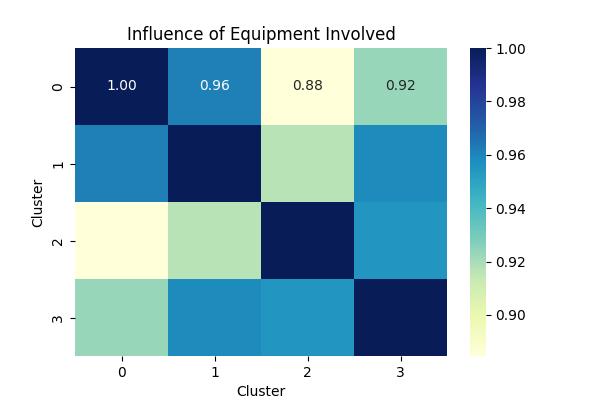 Influence of Equipment Involved
0 1.00 0.96 0.88 0.92
1
2
3
Cluster
0 1 2 3
Cluster
1.00
0.98
0.96
0.94
0.92
0.90